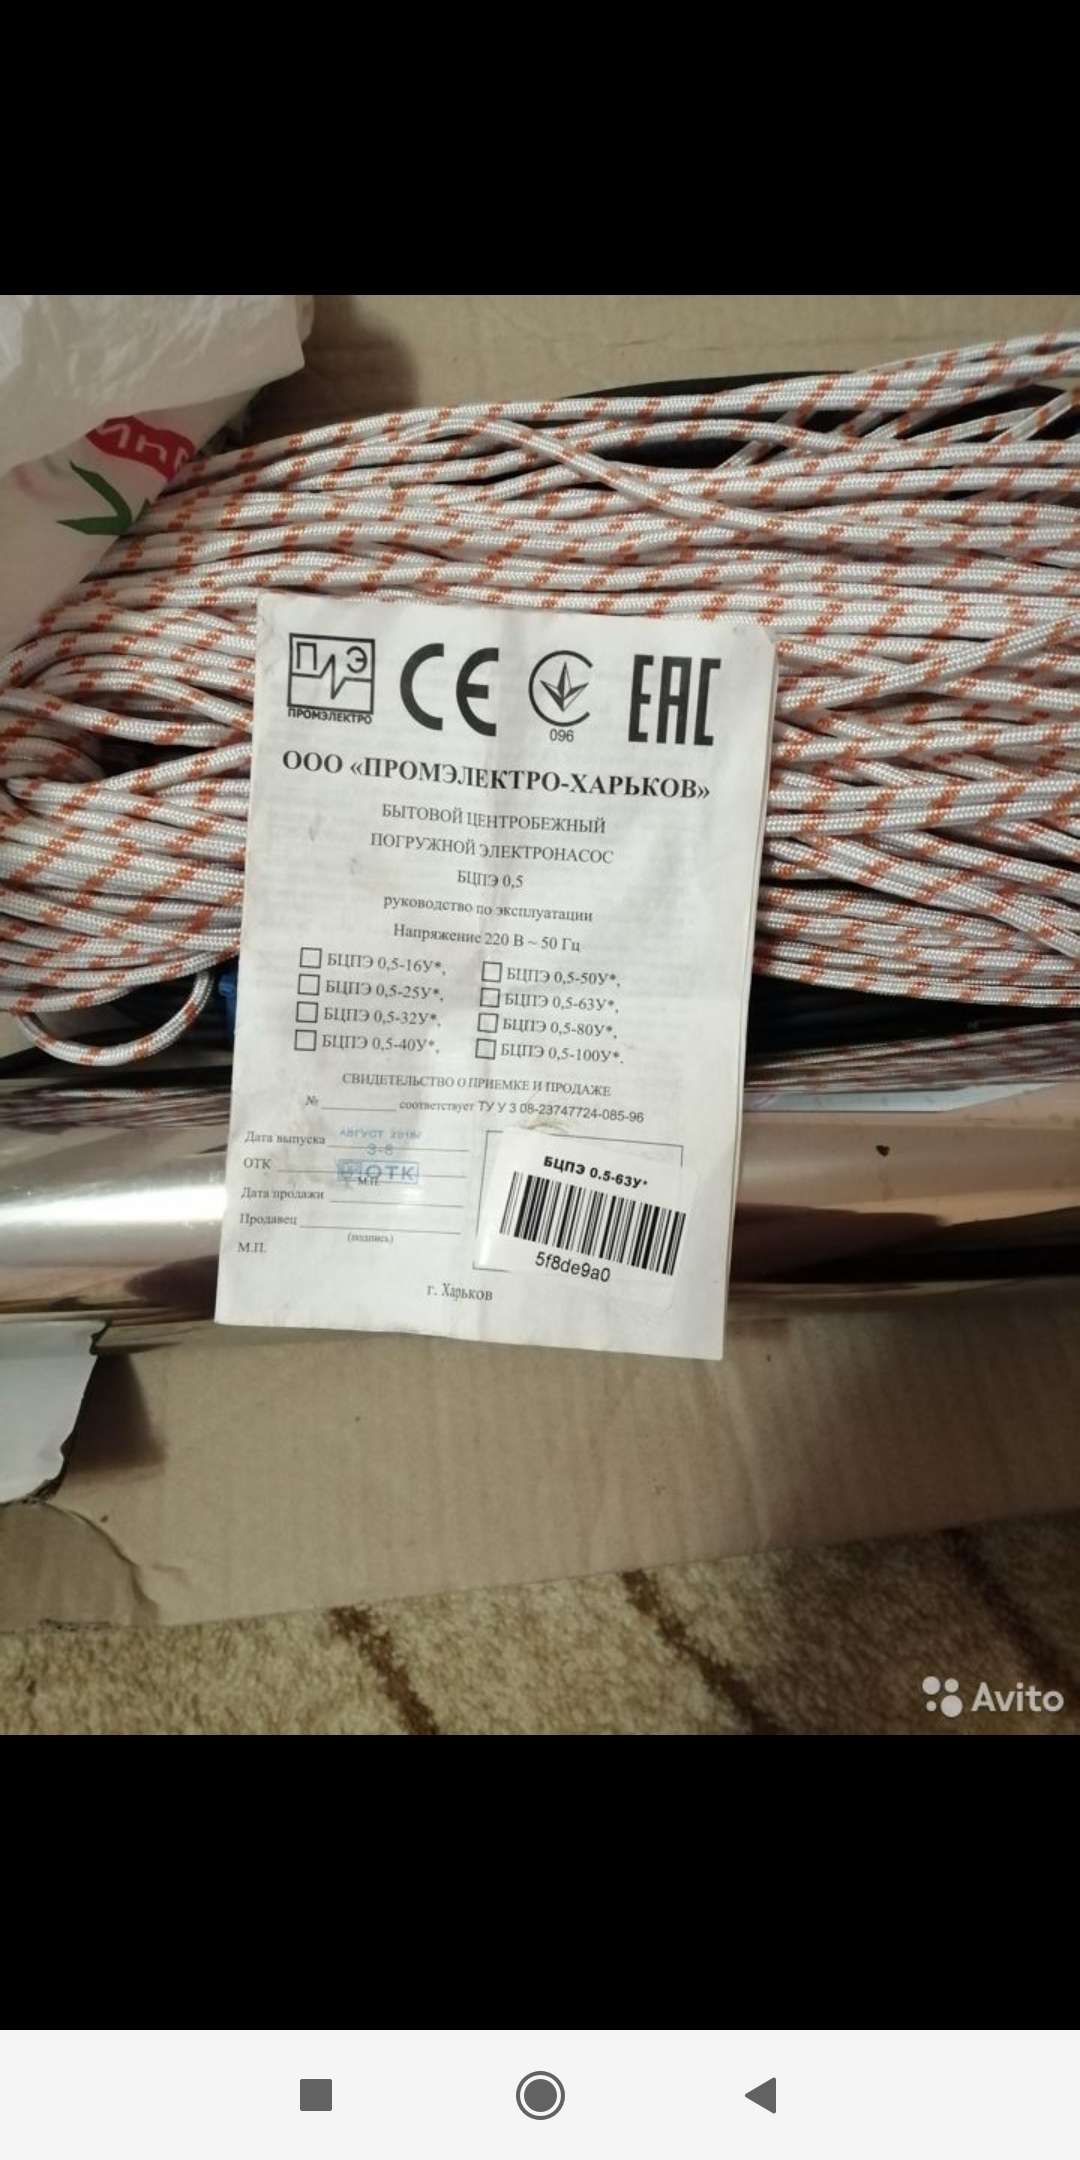 ПЭ
ПРОМЭЛЕКТРО
CE
096
EAC
ООО «ПРОМЭЛЕКТРО-ХАРЬКОВ»
БЫТОВОЙ ЦЕНТРОБЕЖНЫЙ
ПОГРУЖНОЙ ЭЛЕКТРОНАСОС
БЦПЭ 0,5
руководство по эксплуатации
Напряжение 220 В ~ 50 Гц
БЦПЭ 0,5-16У*, БЦПЭ 0,5-50У*,
БЦПЭ 0,5-25У*, БЦПЭ 0,5-63У*,
БЦПЭ 0,5-32У*, БЦПЭ 0,5-80У*,
БЦПЭ 0,5-40У*, БЦПЭ 0,5-100У*.
СВИДЕТЕЛЬСТВО О ПРИЕМКЕ И ПРОДАЖЕ
№ __________ соответствует ТУ У 3 08-23747724-085-96
Дата выпуска АВГУСТ
3-8
ОТК ОТК
М.П.
Дата продажи
Продавец
(подпись)
М.П.
БЦПЭ 0.5-63У*
5f8de9a0
г. Харьков
Avito